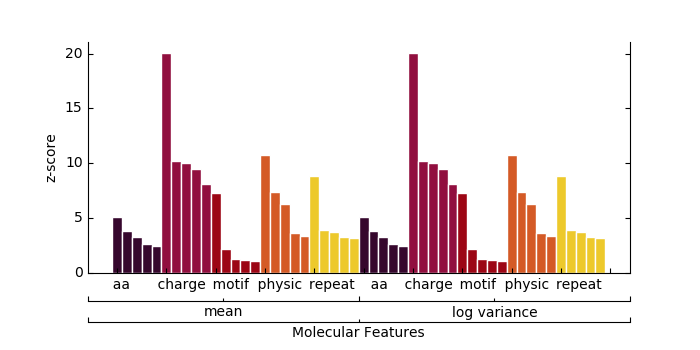 20
15
10
5
0
z-score
aa charge motif physic repeat aa charge motif physic repeat
mean log variance
Molecular Features